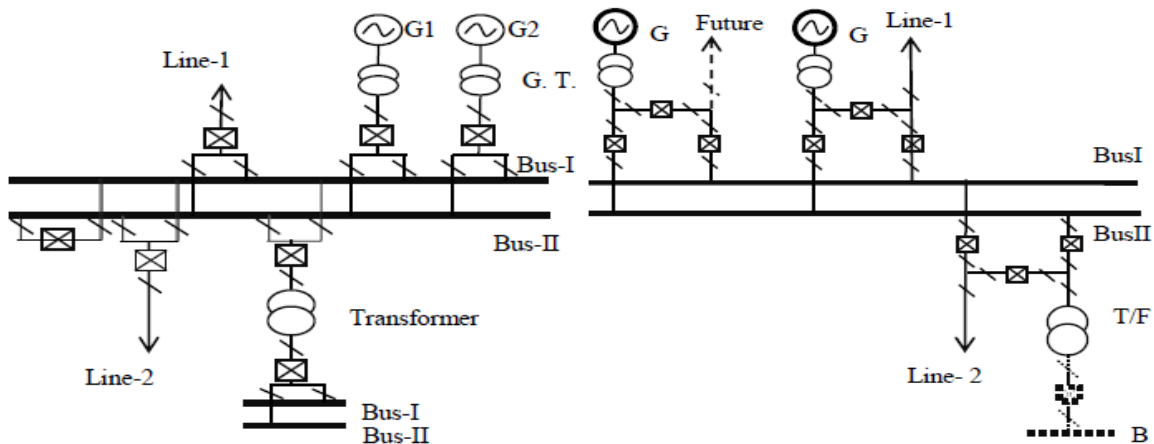 G1
G2
Line-1
G. T.
Bus-I
Bus-II
Transformer
Line-2
Bus-I
Bus-II
G
Future
G
Line-1
BusI
BusII
T/F
Line- 2
B